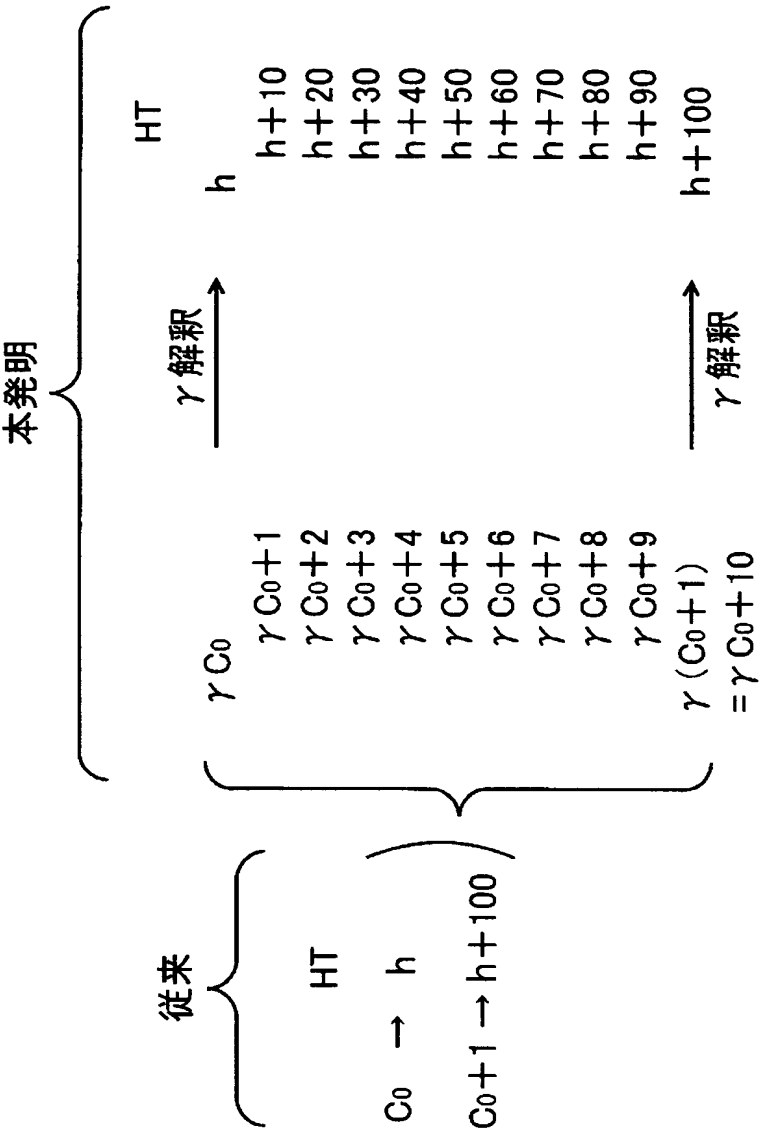 従来
HT
C0 → h
C0+1 → h+100
本発明
HT
γC0
γ解釈
h
γC0+1
h+10
γC0+2
h+20
γC0+3
h+30
γC0+4
h+40
γC0+5
h+50
γC0+6
h+60
γC0+7
h+70
γC0+8
h+80
γC0+9
h+90
γ(C0+1)
=γC0+10
γ解釈
h+100